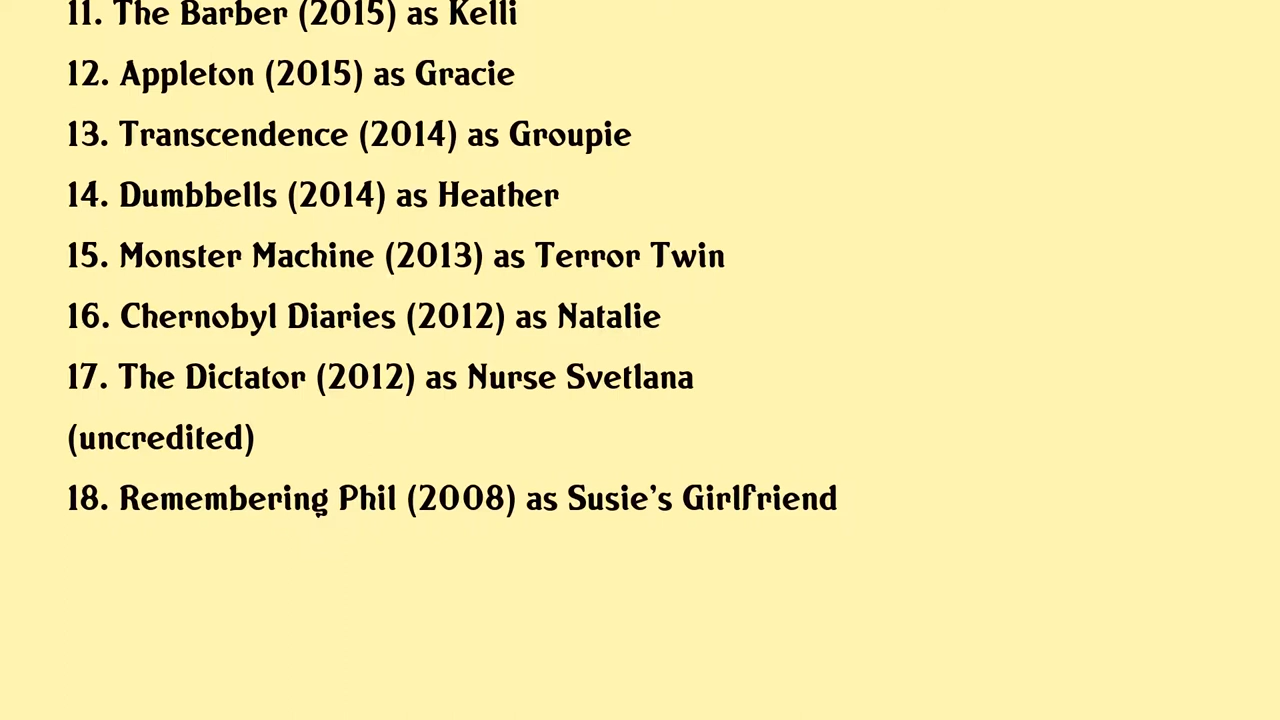 11. The Barber (2015) as Kelli
12. Appleton (2015) as Gracie
13. Transcendence (2014) as Groupie
14. Dumbbells (2014) as Heather
15. Monster Machine (2013) as Terror Twin
16. Chernobyl Diaries (2012) as Natalie
17. The Dictator (2012) as Nurse Svetlana
(uncredited)
18. Remembering Phil (2008) as Susie’s Girlfriend